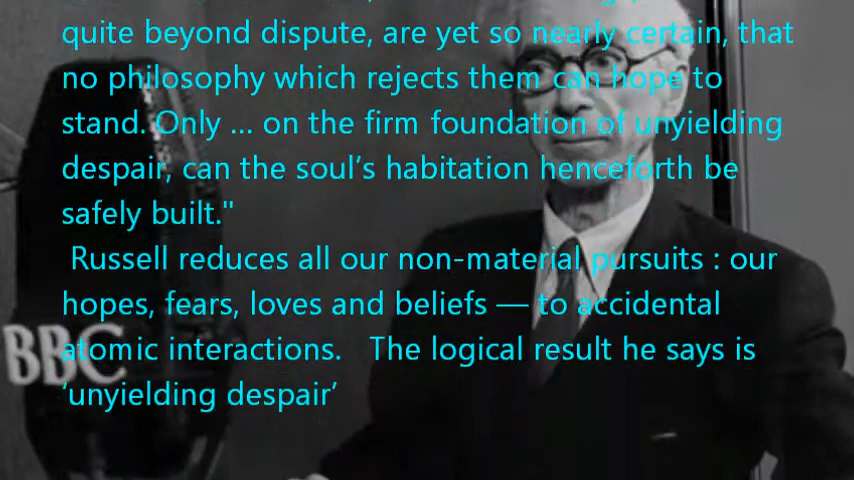 quite beyond dispute, are yet so nearly certain, that
no philosophy which rejects them can hope to
stand. Only ... on the firm foundation of unyielding
despair, can the soul’s habitation henceforth be
safely built."
Russell reduces all our non-material pursuits : our
hopes, fears, loves and beliefs — to accidental
atomic interactions. The logical result he says is
‘unyielding despair’
BBC